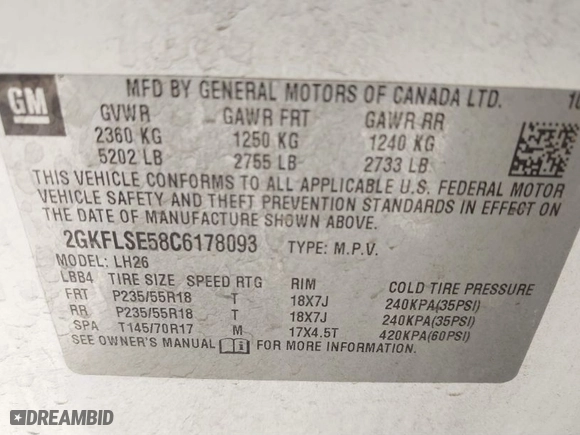 GM
MFD BY GENERAL MOTORS OF CANADA LTD.
GVWR GAWR FRT GAWR RR
2360 KG 1250 KG 1240 KG
5202 LB 2755 LB 2733 LB
THIS VEHICLE CONFORMS TO ALL APPLICABLE U.S. FEDERAL MOTOR
VEHICLE SAFETY AND THEFT PREVENTION STANDARDS IN EFFECT ON
THE DATE OF MANUFACTURE SHOWN ABOVE.
2GKFLSE58C6178093 TYPE: M.P.V.
MODEL: LH26
LBB4 TIRE SIZE SPEED RTG RIM COLD TIRE PRESSURE
FRT P235/55R18 T 18X7J 240KPA(35PSI)
RR P235/55R18 T 18X7J 240KPA(35PSI)
SPA T145/70R17 M 17X4.5T 420KPA(60PSI)
SEE OWNER'S MANUAL FOR MORE INFORMATION.
DREAMBID